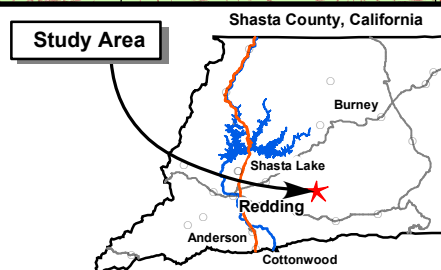 Shasta County, California
Study Area
Burney
Shasta Lake
Redding
Anderson
Cottonwood